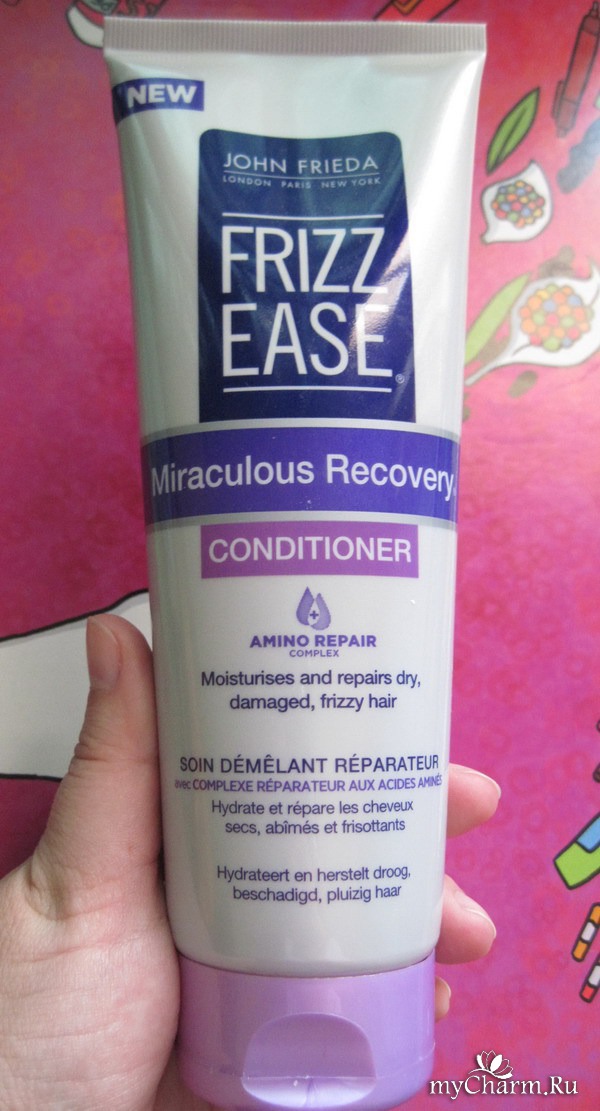 NEW
JOHN FRIEDA
LONDON PARIS NEW YORK
FRIZZ
EASE®
Miraculous Recovery
CONDITIONER
AMINO REPAIR
COMPLEX
Moisturises and repairs dry,
damaged, frizzy hair
SOIN DÉMÊLANT RÉPARATEUR
avec COMPLEXE RÉPARATEUR AUX ACIDES AMINÉS
Hydrate et répare les cheveux
secs, abîmés et frisottants
Hydrateert en herstelt droog,
beschadigd, pluizig haar
myCharm.Ru